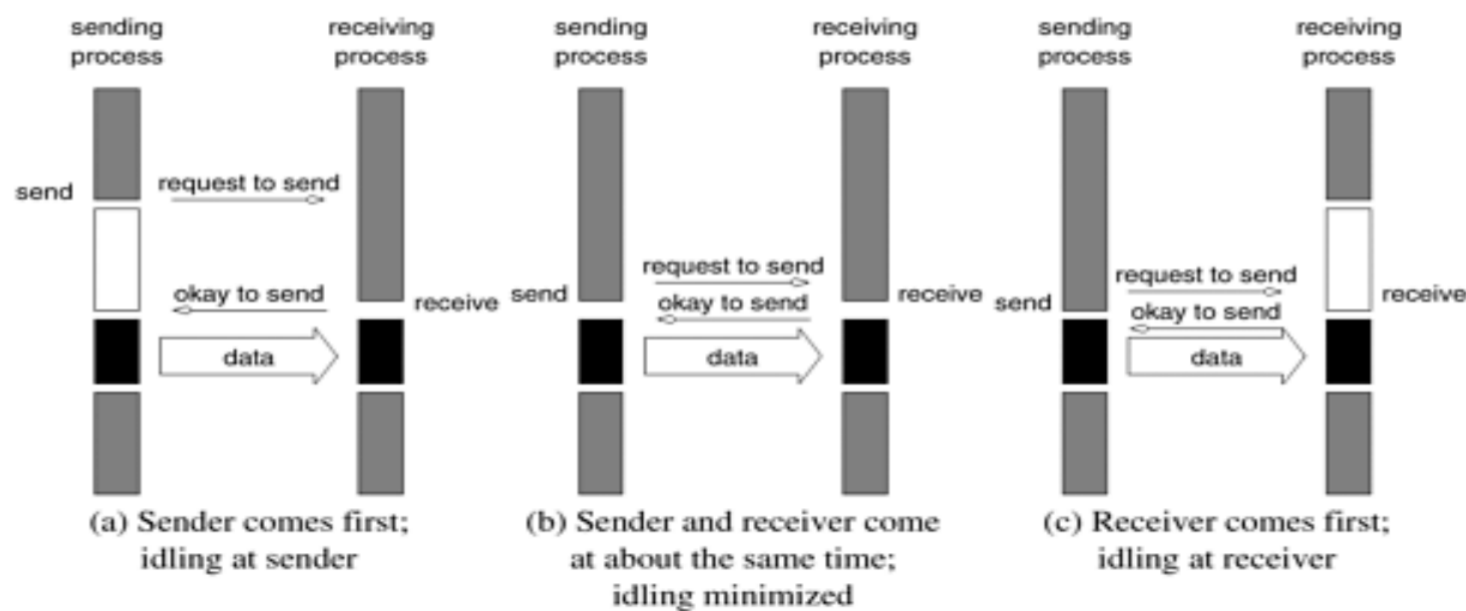 sending
process
receiving
process
send
request to send
okay to send
receive
data
(a) Sender comes first;
idling at sender
sending
process
receiving
process
request to send
send
okay to send
receive
data
(b) Sender and receiver come
at about the same time;
idling minimized
sending
process
receiving
process
request to send
send
okay to send
receive
data
(c) Receiver comes first;
idling at receiver